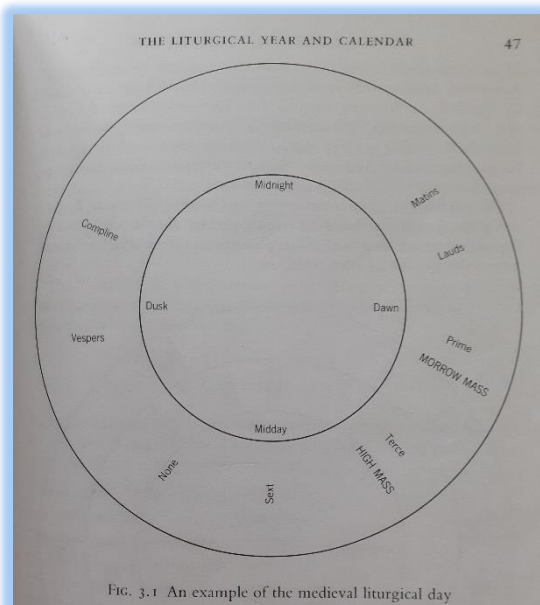 THE LITURGICAL YEAR AND CALENDAR 47
Midnight
Matins
Compline
Lauds
Dusk
Dawn
Vespers
Prime
MORROW MASS
Midday
Terce
HIGH MASS
None
Sext
FIG. 3.1 An example of the medieval liturgical day